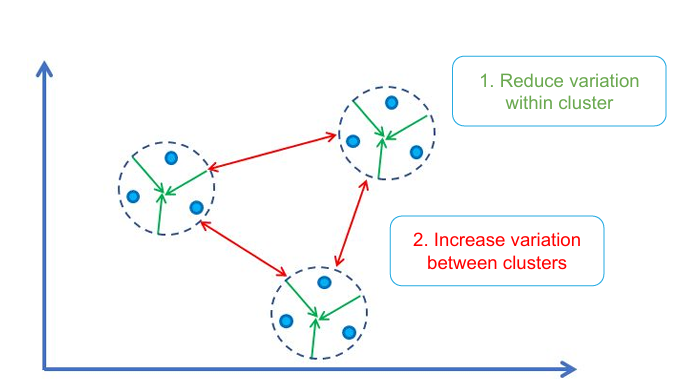 1. Reduce variation
within cluster
2. Increase variation
between clusters